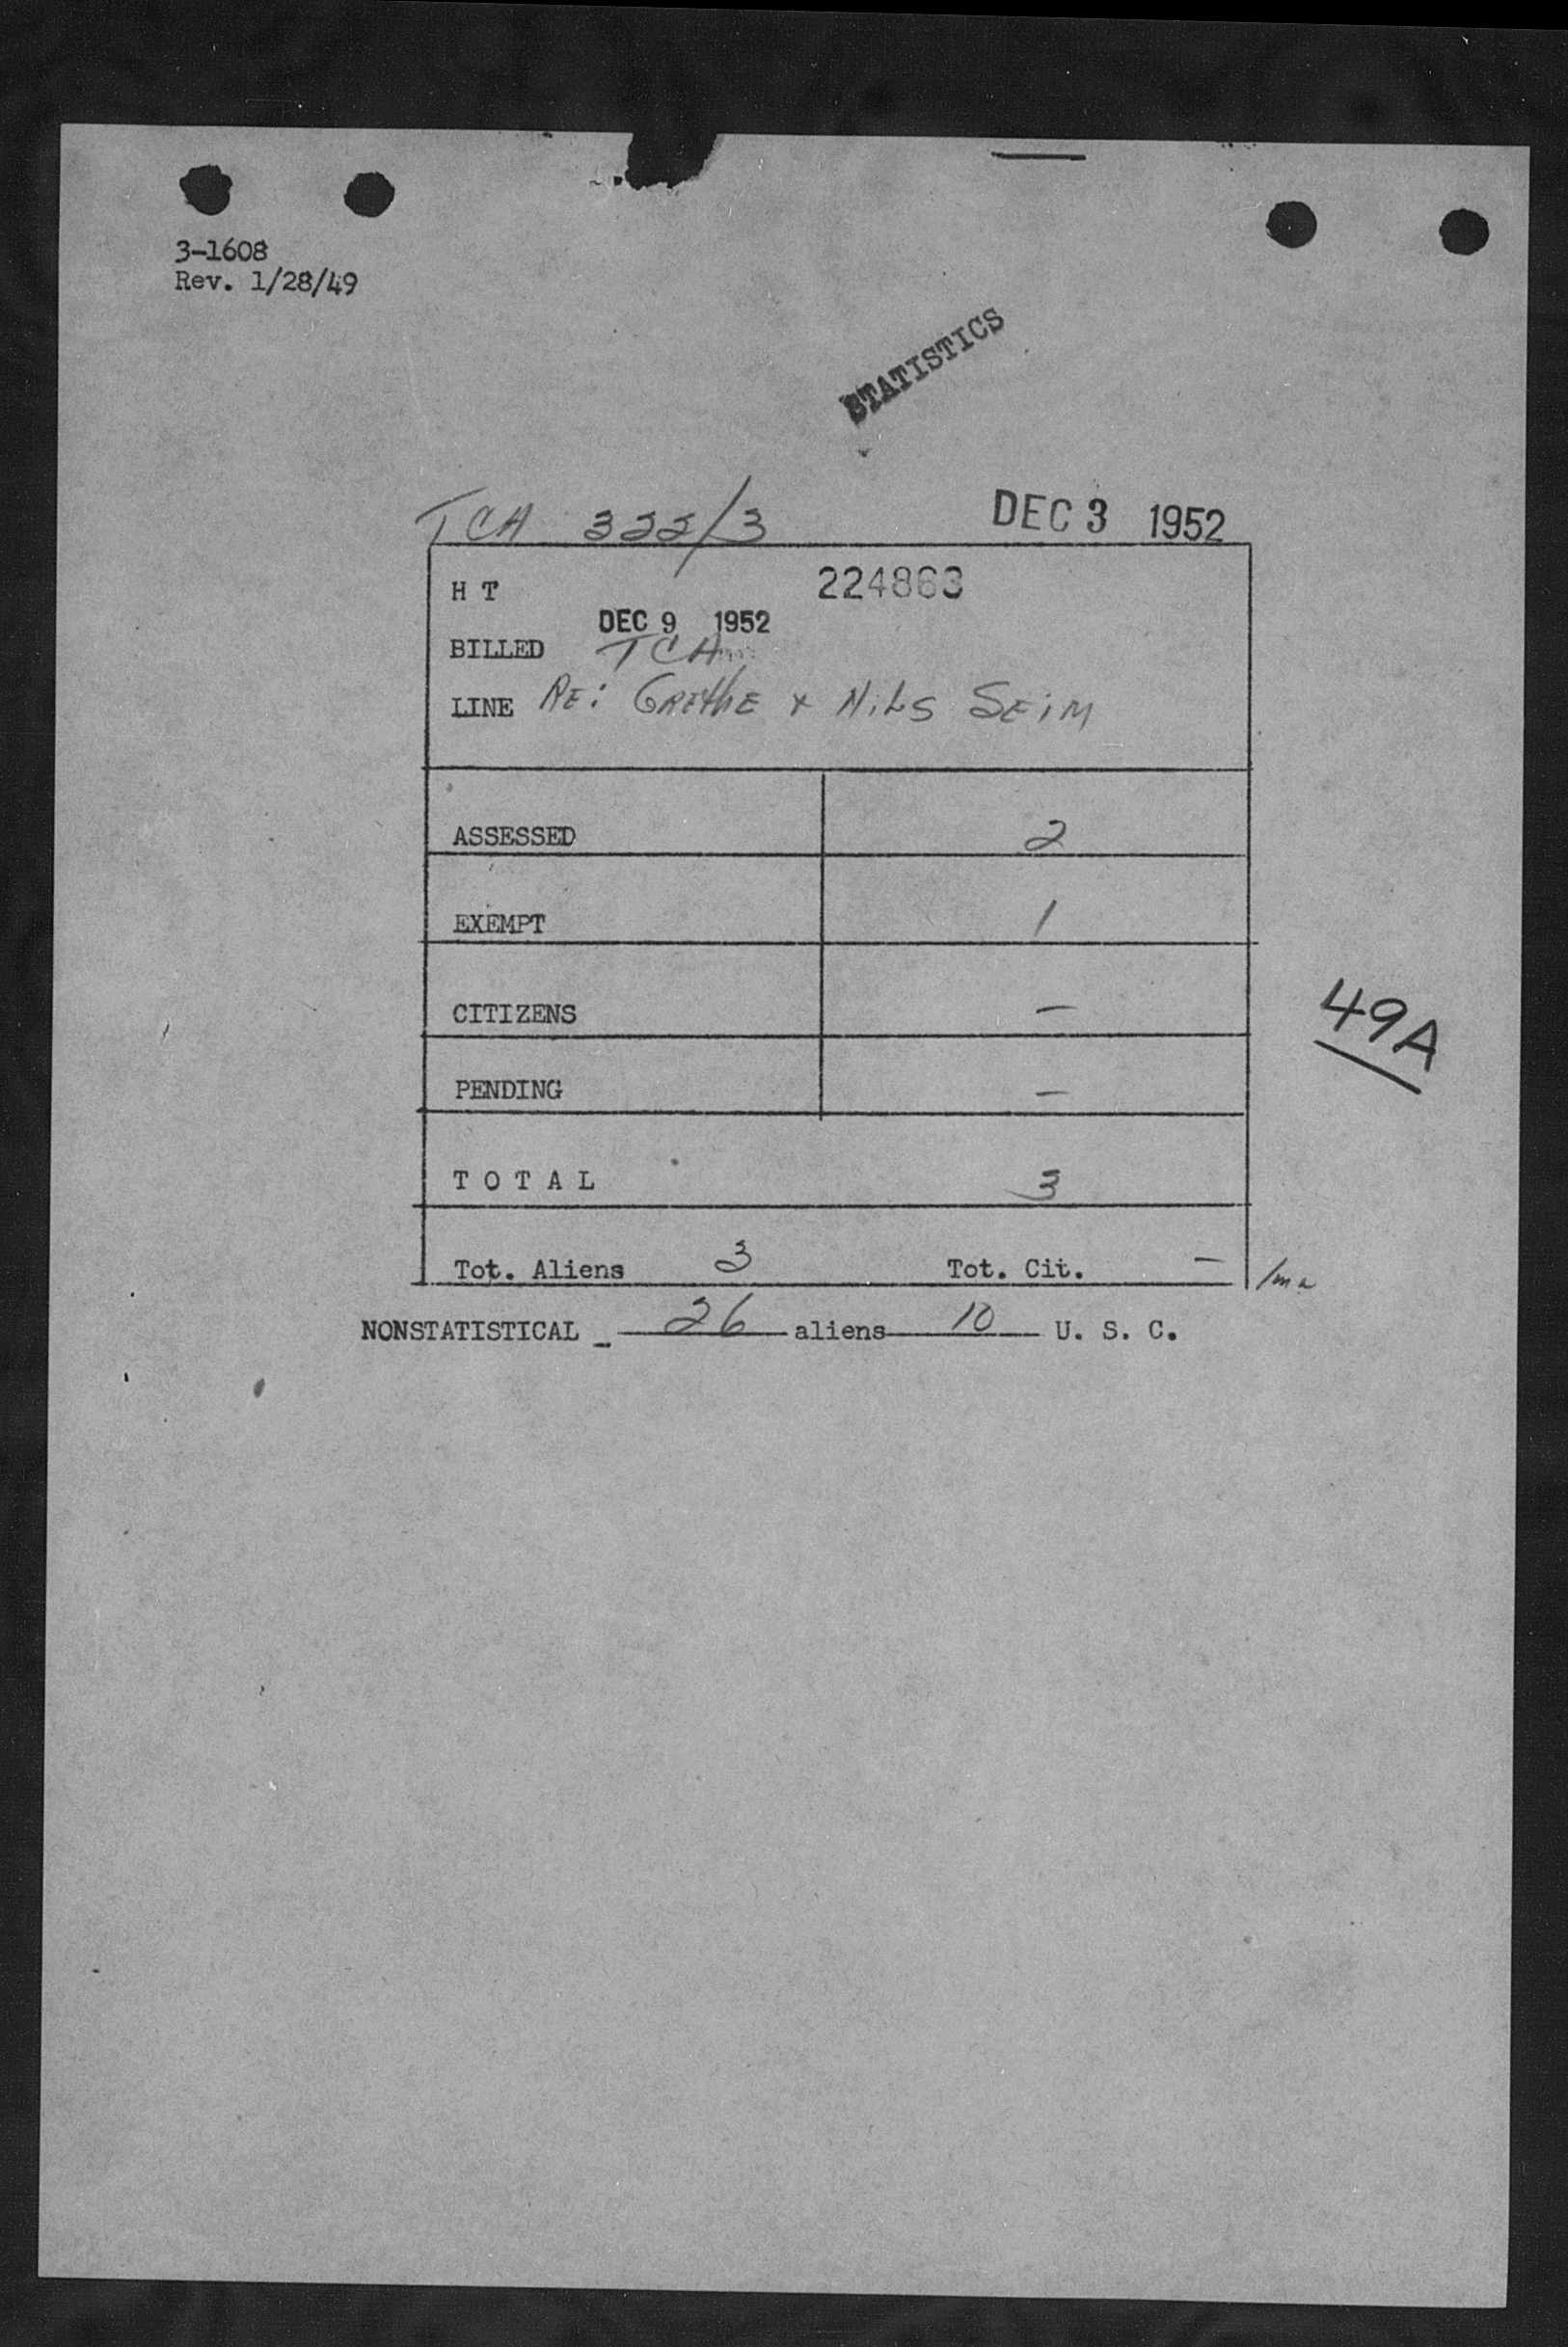 3-1608
Rev. 1/28/49
STATISTICS
TCA 322/3 DEC 3 1952
H T 224863
DEC 9 1952
BILLED TCA
LINE RE: GRETHE & NILS SEIM
ASSESSED 2
EXEMPT 1
CITIZENS —
49A
PENDING —
T O T A L 3
Tot. Aliens 3 Tot. Cit. —
NONSTATISTICAL - 26 aliens 10 U. S. C.